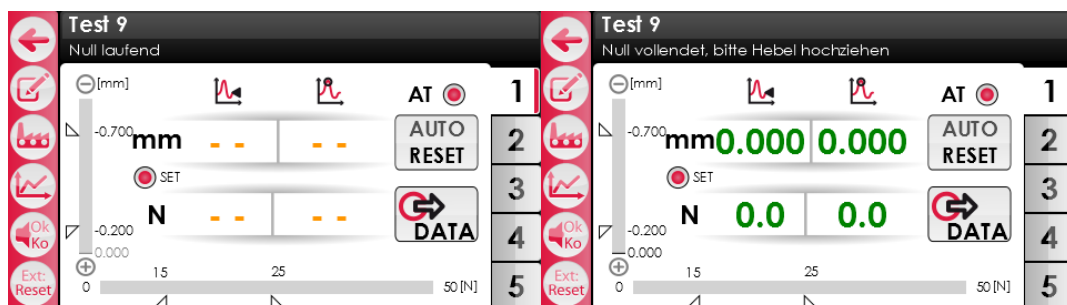 Test 9
Null laufend
[mm]
AT
1
-0.700
mm
- -
- -
AUTO
RESET
2
SET
3
Ok
Ko
-0.200
N
- -
- -
DATA
4
0.000
Ext:
Reset
15
25
0
50 [N]
5
Test 9
Null vollendet, bitte Hebel hochziehen
[mm]
AT
1
-0.700
mm
0.000
0.000
AUTO
RESET
2
SET
3
Ok
Ko
-0.200
N
0.0
0.0
DATA
4
0.000
Ext:
Reset
15
25
0
50 [N]
5